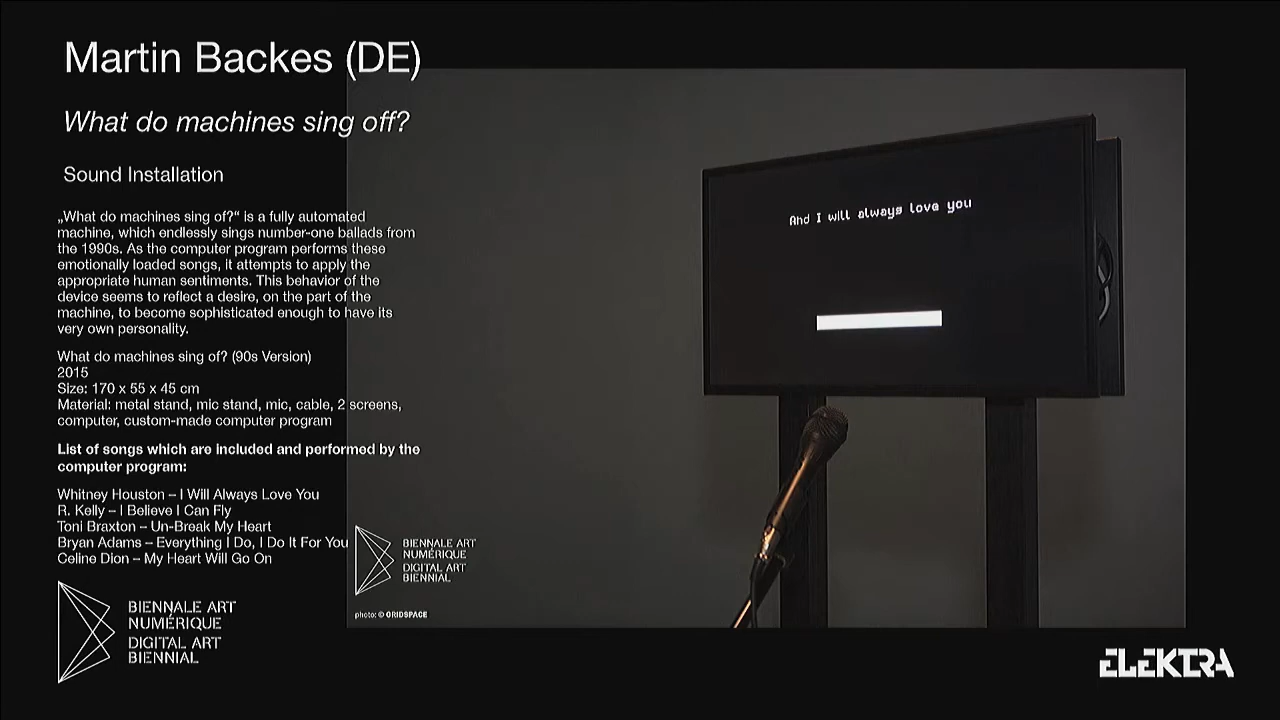 Martin Backes (DE)
What do machines sing off?
Sound Installation
„What do machines sing of?“ is a fully automated
machine, which endlessly sings number-one ballads from
the 1990s. As the computer program performs these
emotionally loaded songs, it attempts to apply the
appropriate human sentiments. This behavior of the
device seems to reflect a desire, on the part of the
machine, to become sophisticated enough to have its
very own personality.
What do machines sing of? (90s Version)
2015
Size: 170 x 55 x 45 cm
Material: metal stand, mic stand, mic, cable, 2 screens,
computer, custom-made computer program
List of songs which are included and performed by the
computer program:
Whitney Houston – I Will Always Love You
R. Kelly – I Believe I Can Fly
Toni Braxton – Un-Break My Heart
Bryan Adams – Everything I Do, I Do It For You
Celine Dion – My Heart Will Go On
BIENNALE ART
NUMÉRIQUE
DIGITAL ART
BIENNIAL
And I will always love you
BIENNALE ART
NUMÉRIQUE
DIGITAL ART
BIENNIAL
photo: © GRIDSPACE
ELEKTRA